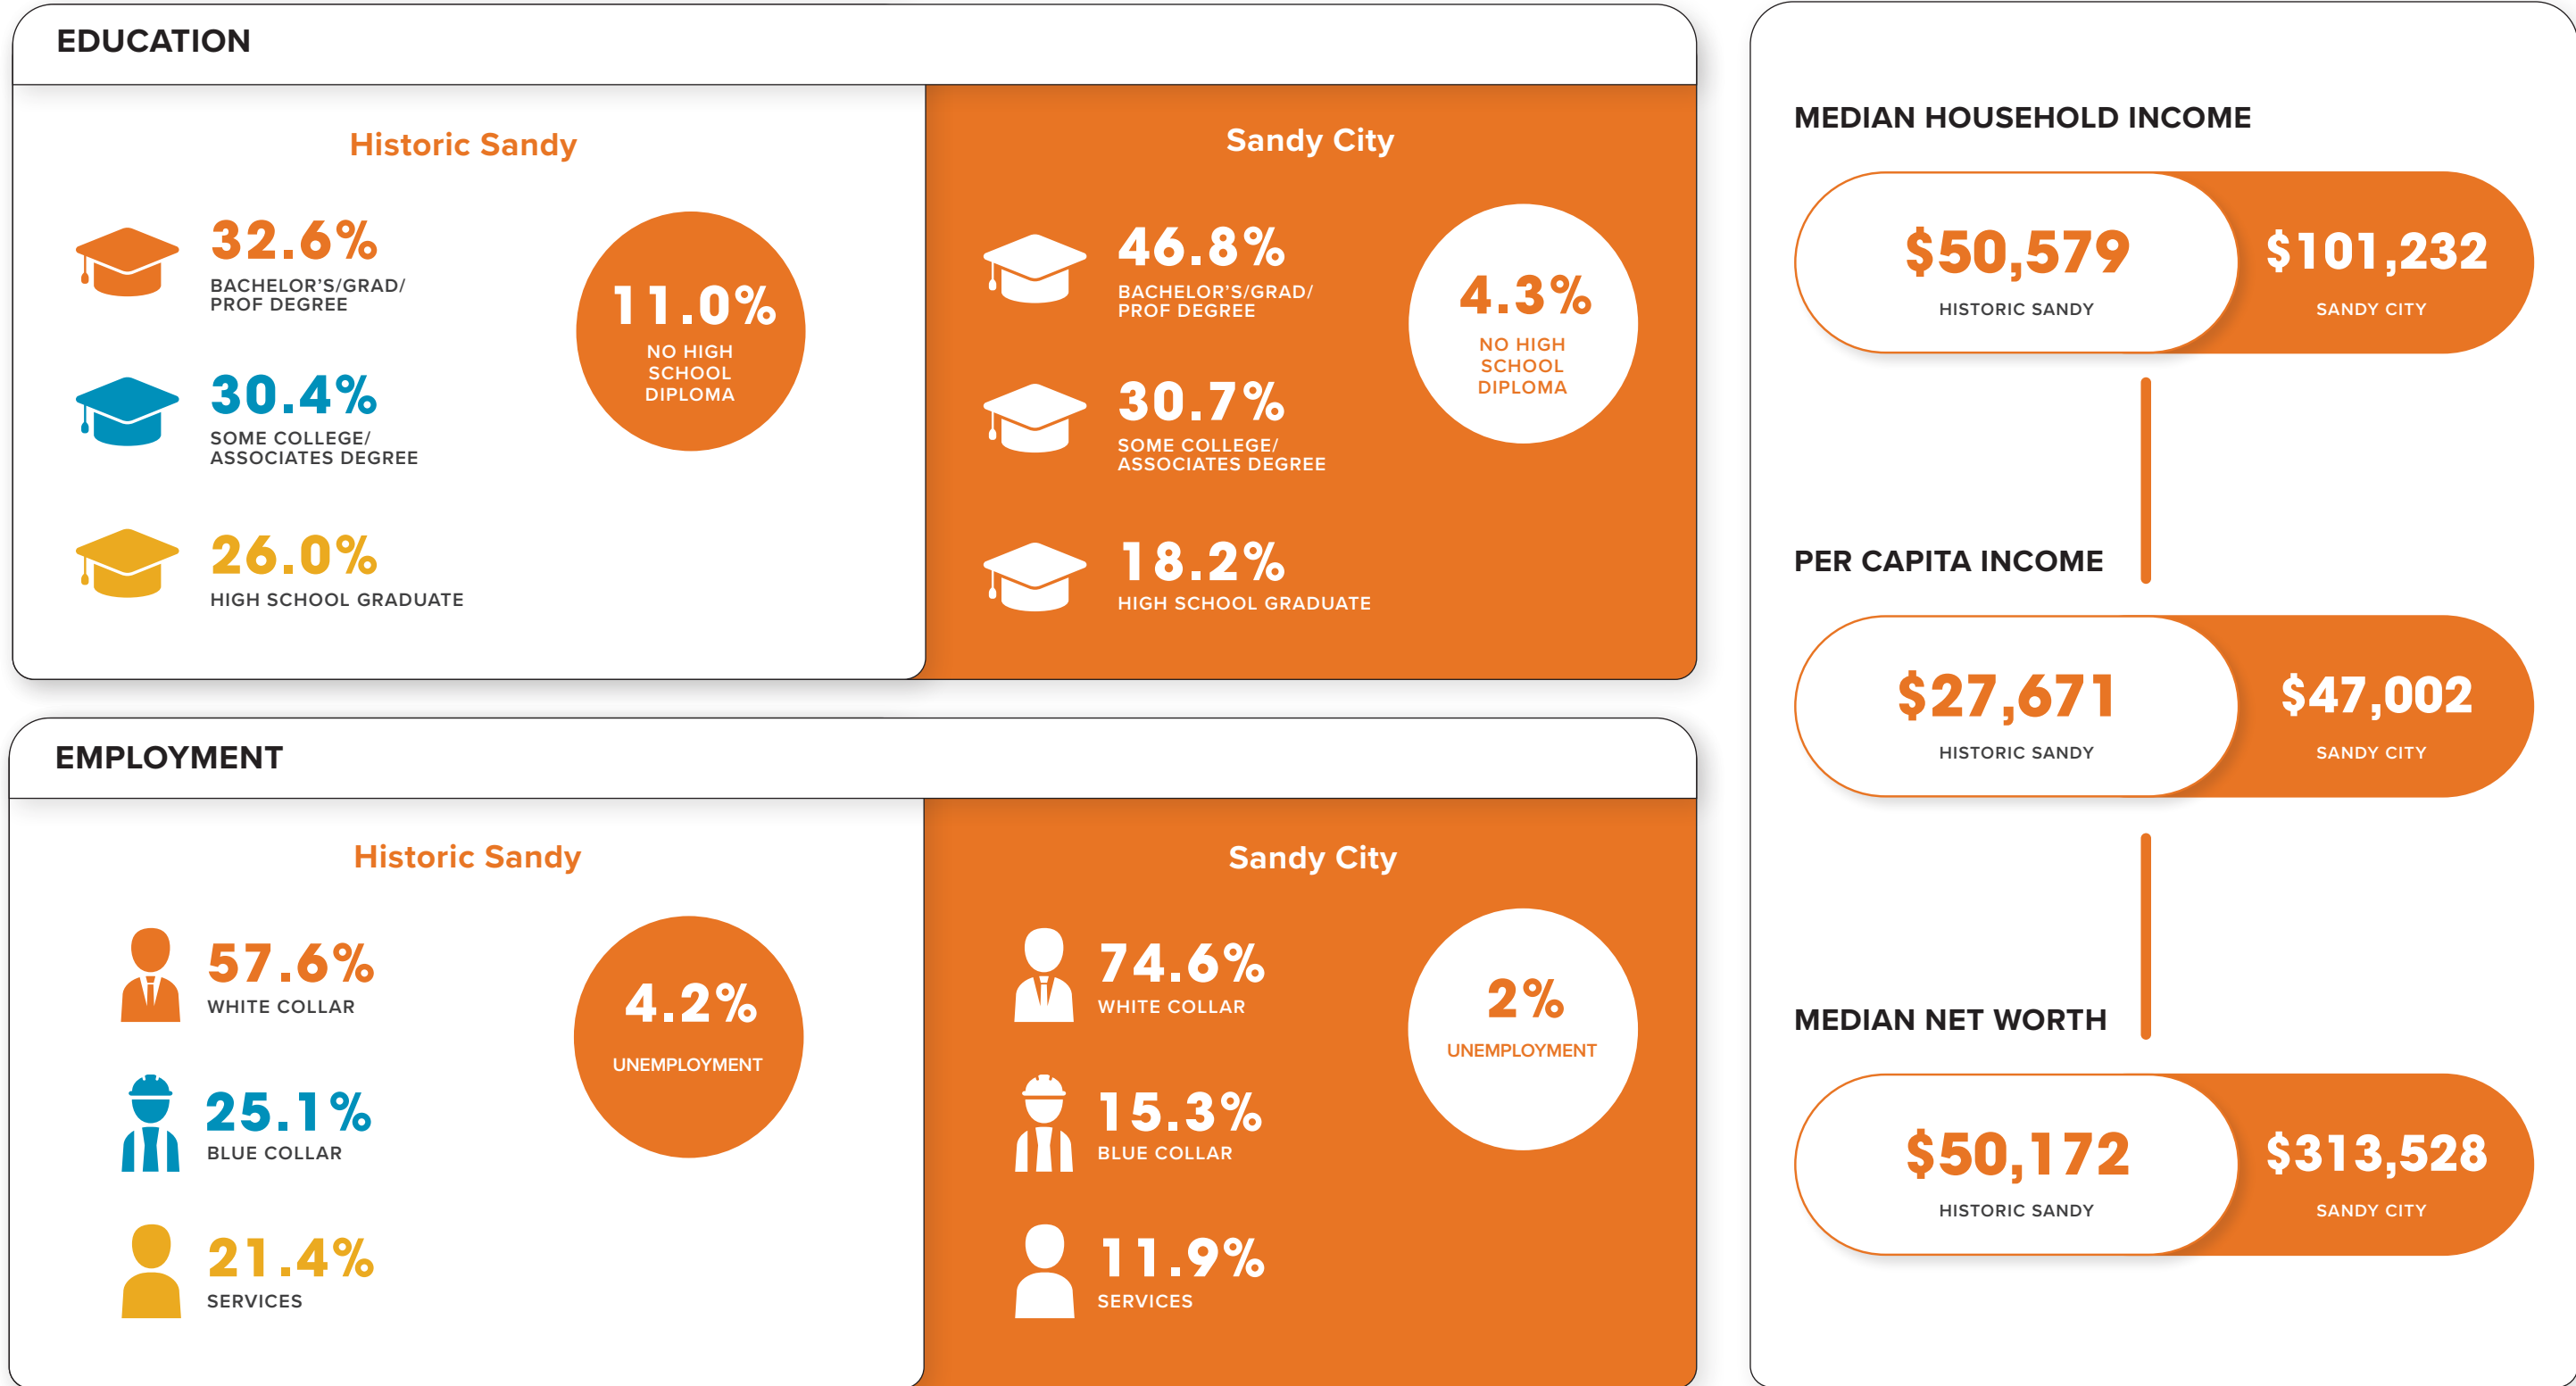 EDUCATION
Historic Sandy
32.6%
BACHELOR'S/GRAD/
PROF DEGREE
30.4%
SOME COLLEGE/
ASSOCIATES DEGREE
26.0%
HIGH SCHOOL GRADUATE
11.0%
NO HIGH
SCHOOL
DIPLOMA
Sandy City
46.8%
BACHELOR'S/GRAD/
PROF DEGREE
30.7%
SOME COLLEGE/
ASSOCIATES DEGREE
18.2%
HIGH SCHOOL GRADUATE
4.3%
NO HIGH
SCHOOL
DIPLOMA
EMPLOYMENT
Historic Sandy
57.6%
WHITE COLLAR
25.1%
BLUE COLLAR
21.4%
SERVICES
4.2%
UNEMPLOYMENT
Sandy City
74.6%
WHITE COLLAR
15.3%
BLUE COLLAR
11.9%
SERVICES
2%
UNEMPLOYMENT
MEDIAN HOUSEHOLD INCOME
$50,579
HISTORIC SANDY
$101,232
SANDY CITY
PER CAPITA INCOME
$27,671
HISTORIC SANDY
$47,002
SANDY CITY
MEDIAN NET WORTH
$50,172
HISTORIC SANDY
$313,528
SANDY CITY